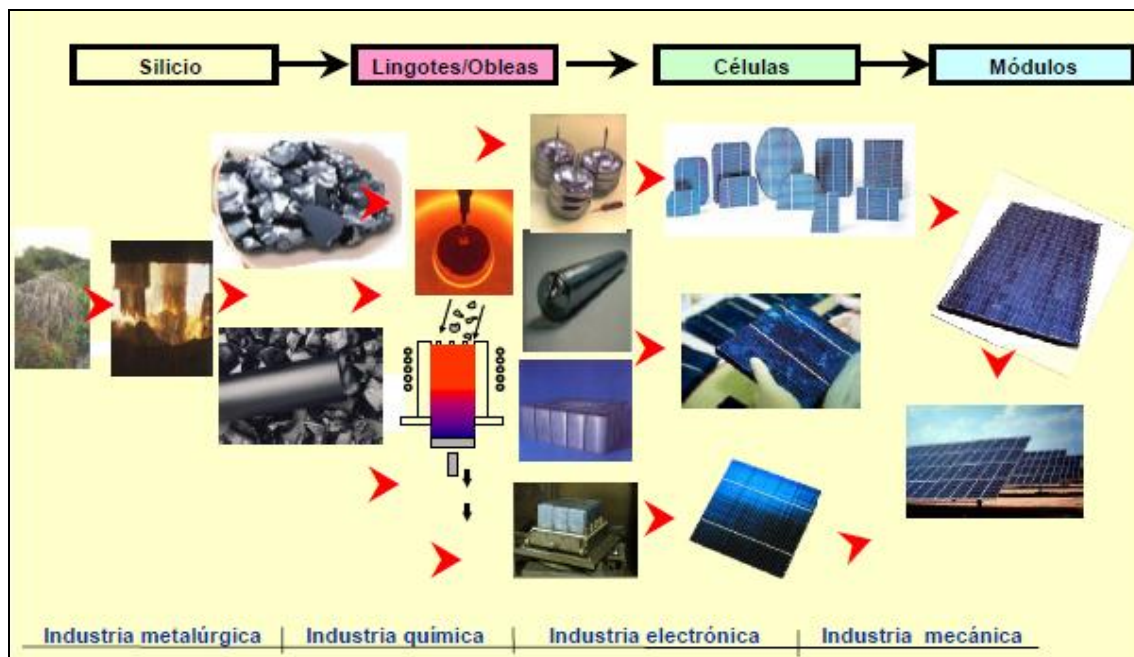 Silicio
Lingotes/Obleas
Células
Módulos
Industria metalúrgica
Industria química
Industria electrónica
Industria mecánica